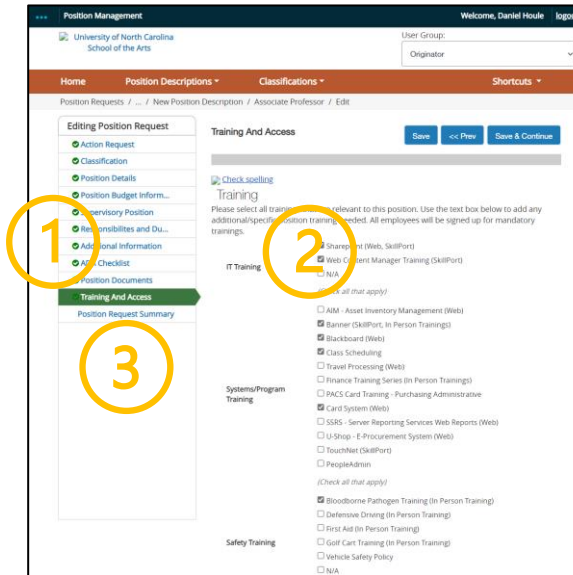 Position Management
Welcome, Daniel Houle
logo
University of North Carolina
School of the Arts
User Group:
Originator
Home
Position Descriptions
Classifications
Shortcuts
Position Requests / ... / New Position Description / Associate Professor / Edit
Editing Position Request
Action Request
Classification
Position Details
Position Budget Inform...
Supervisory Position
Responsibilites and Du...
Additional Information
Checklist
Position Documents
Training And Access
Position Request Summary
Training And Access
Save
<< Prev
Save & Continue
Check spelling
Training
Please select all training relevant to this position. Use the text box below to add any
additional/specific position training needed. All employees will be signed up for mandatory
trainings.
IT Training
Sharepoint (Web, SkillPort)
Web Content Manager Training (SkillPort)
N/A
(Check all that apply)
Systems/Program
Training
AIM - Asset Inventory Management (Web)
Banner (SkillPort, In Person Trainings)
Blackboard (Web)
Class Scheduling
Travel Processing (Web)
Finance Training Series (In Person Trainings)
PACS Card Training - Purchasing Administrative
Card System (Web)
SSRS - Server Reporting Services Web Reports (Web)
U-Shop - E-Procurement System (Web)
TouchNet (SkillPort)
PeopleAdmin
(Check all that apply)
Safety Training
Bloodborne Pathogen Training (In Person Training)
Defensive Driving (In Person Training)
First Aid (In Person Training)
Golf Cart Training (In Person Training)
Vehicle Safety Policy
N/A
1
2
3